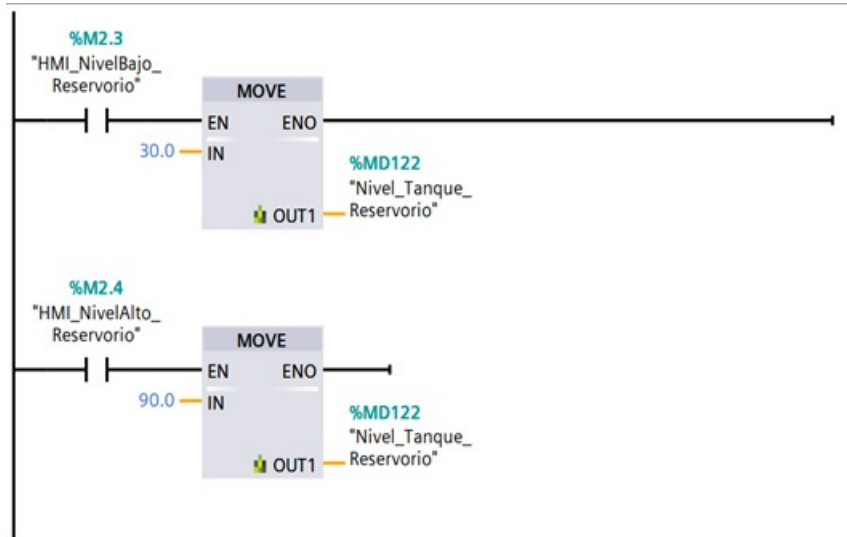 %M2.3
"HMI_NivelBajo_
Reservorio"
MOVE
EN ENO
30.0 IN
%MD122
"Nivel_Tanque_
Reservorio"
OUT1
%M2.4
"HMI_NivelAlto_
Reservorio"
MOVE
EN ENO
90.0 IN
%MD122
"Nivel_Tanque_
Reservorio"
OUT1